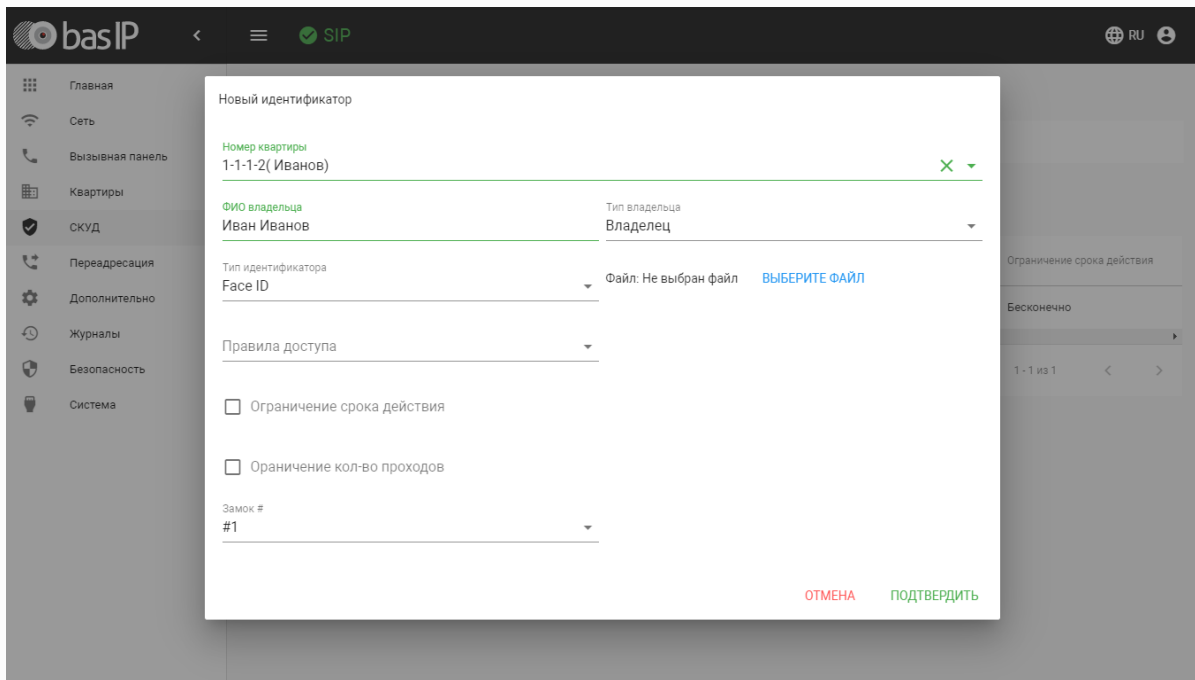 basIP
SIP
RU
Главная
Сеть
Вызывная панель
Квартиры
СКУД
Переадресация
Дополнительно
Журналы
Безопасность
Система
Новый идентификатор
Номер квартиры
1-1-1-2( Иванов)
ФИО владельца
Тип владельца
Иван Иванов
Владелец
Тип идентификатора
Face ID
Файл: Не выбран файл
ВЫБЕРИТЕ ФАЙЛ
Правила доступа
Ограничение срока действия
Ораничение кол-во проходов
Замок #
#1
ОТМЕНА
ПОДТВЕРДИТЬ
Ограничение срока действия
Бесконечно
1 - 1 из 1